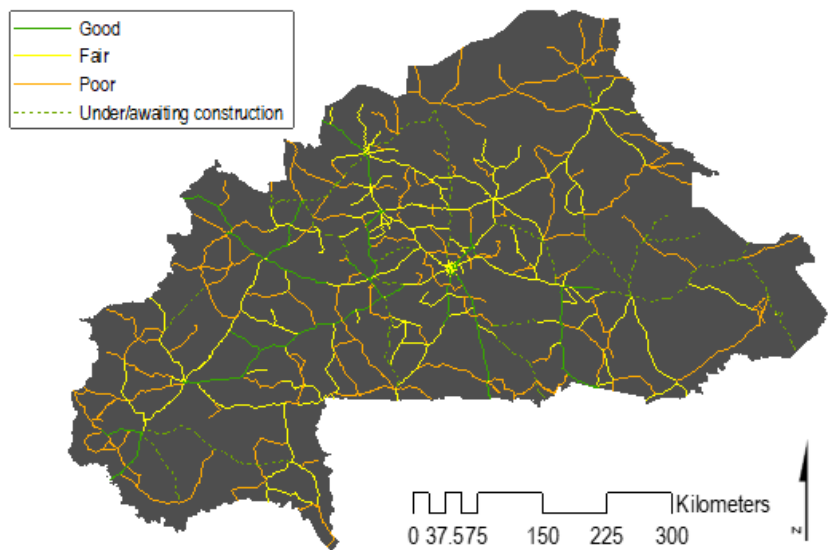 Good
Fair
Poor
Under/awaiting construction
Kilometers
0 37.575 150 225 300
N